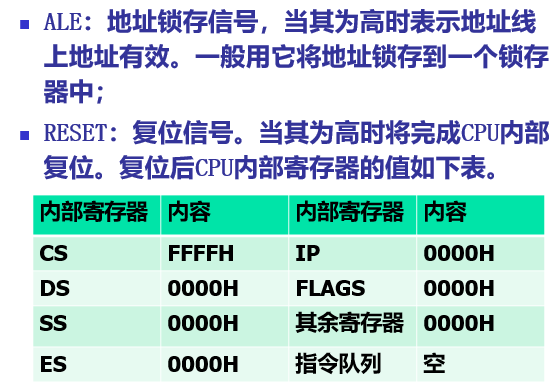 ALE：地址锁存信号，当其为高时表示地址线
上地址有效。一般用它将地址锁存到一个锁存
器中；
RESET：复位信号。当其为高时将完成CPU内部
复位。复位后CPU内部寄存器的值如下表。
内部寄存器 内容 内部寄存器 内容
CS FFFFH IP 0000H
DS 0000H FLAGS 0000H
SS 0000H 其余寄存器 0000H
ES 0000H 指令队列 空